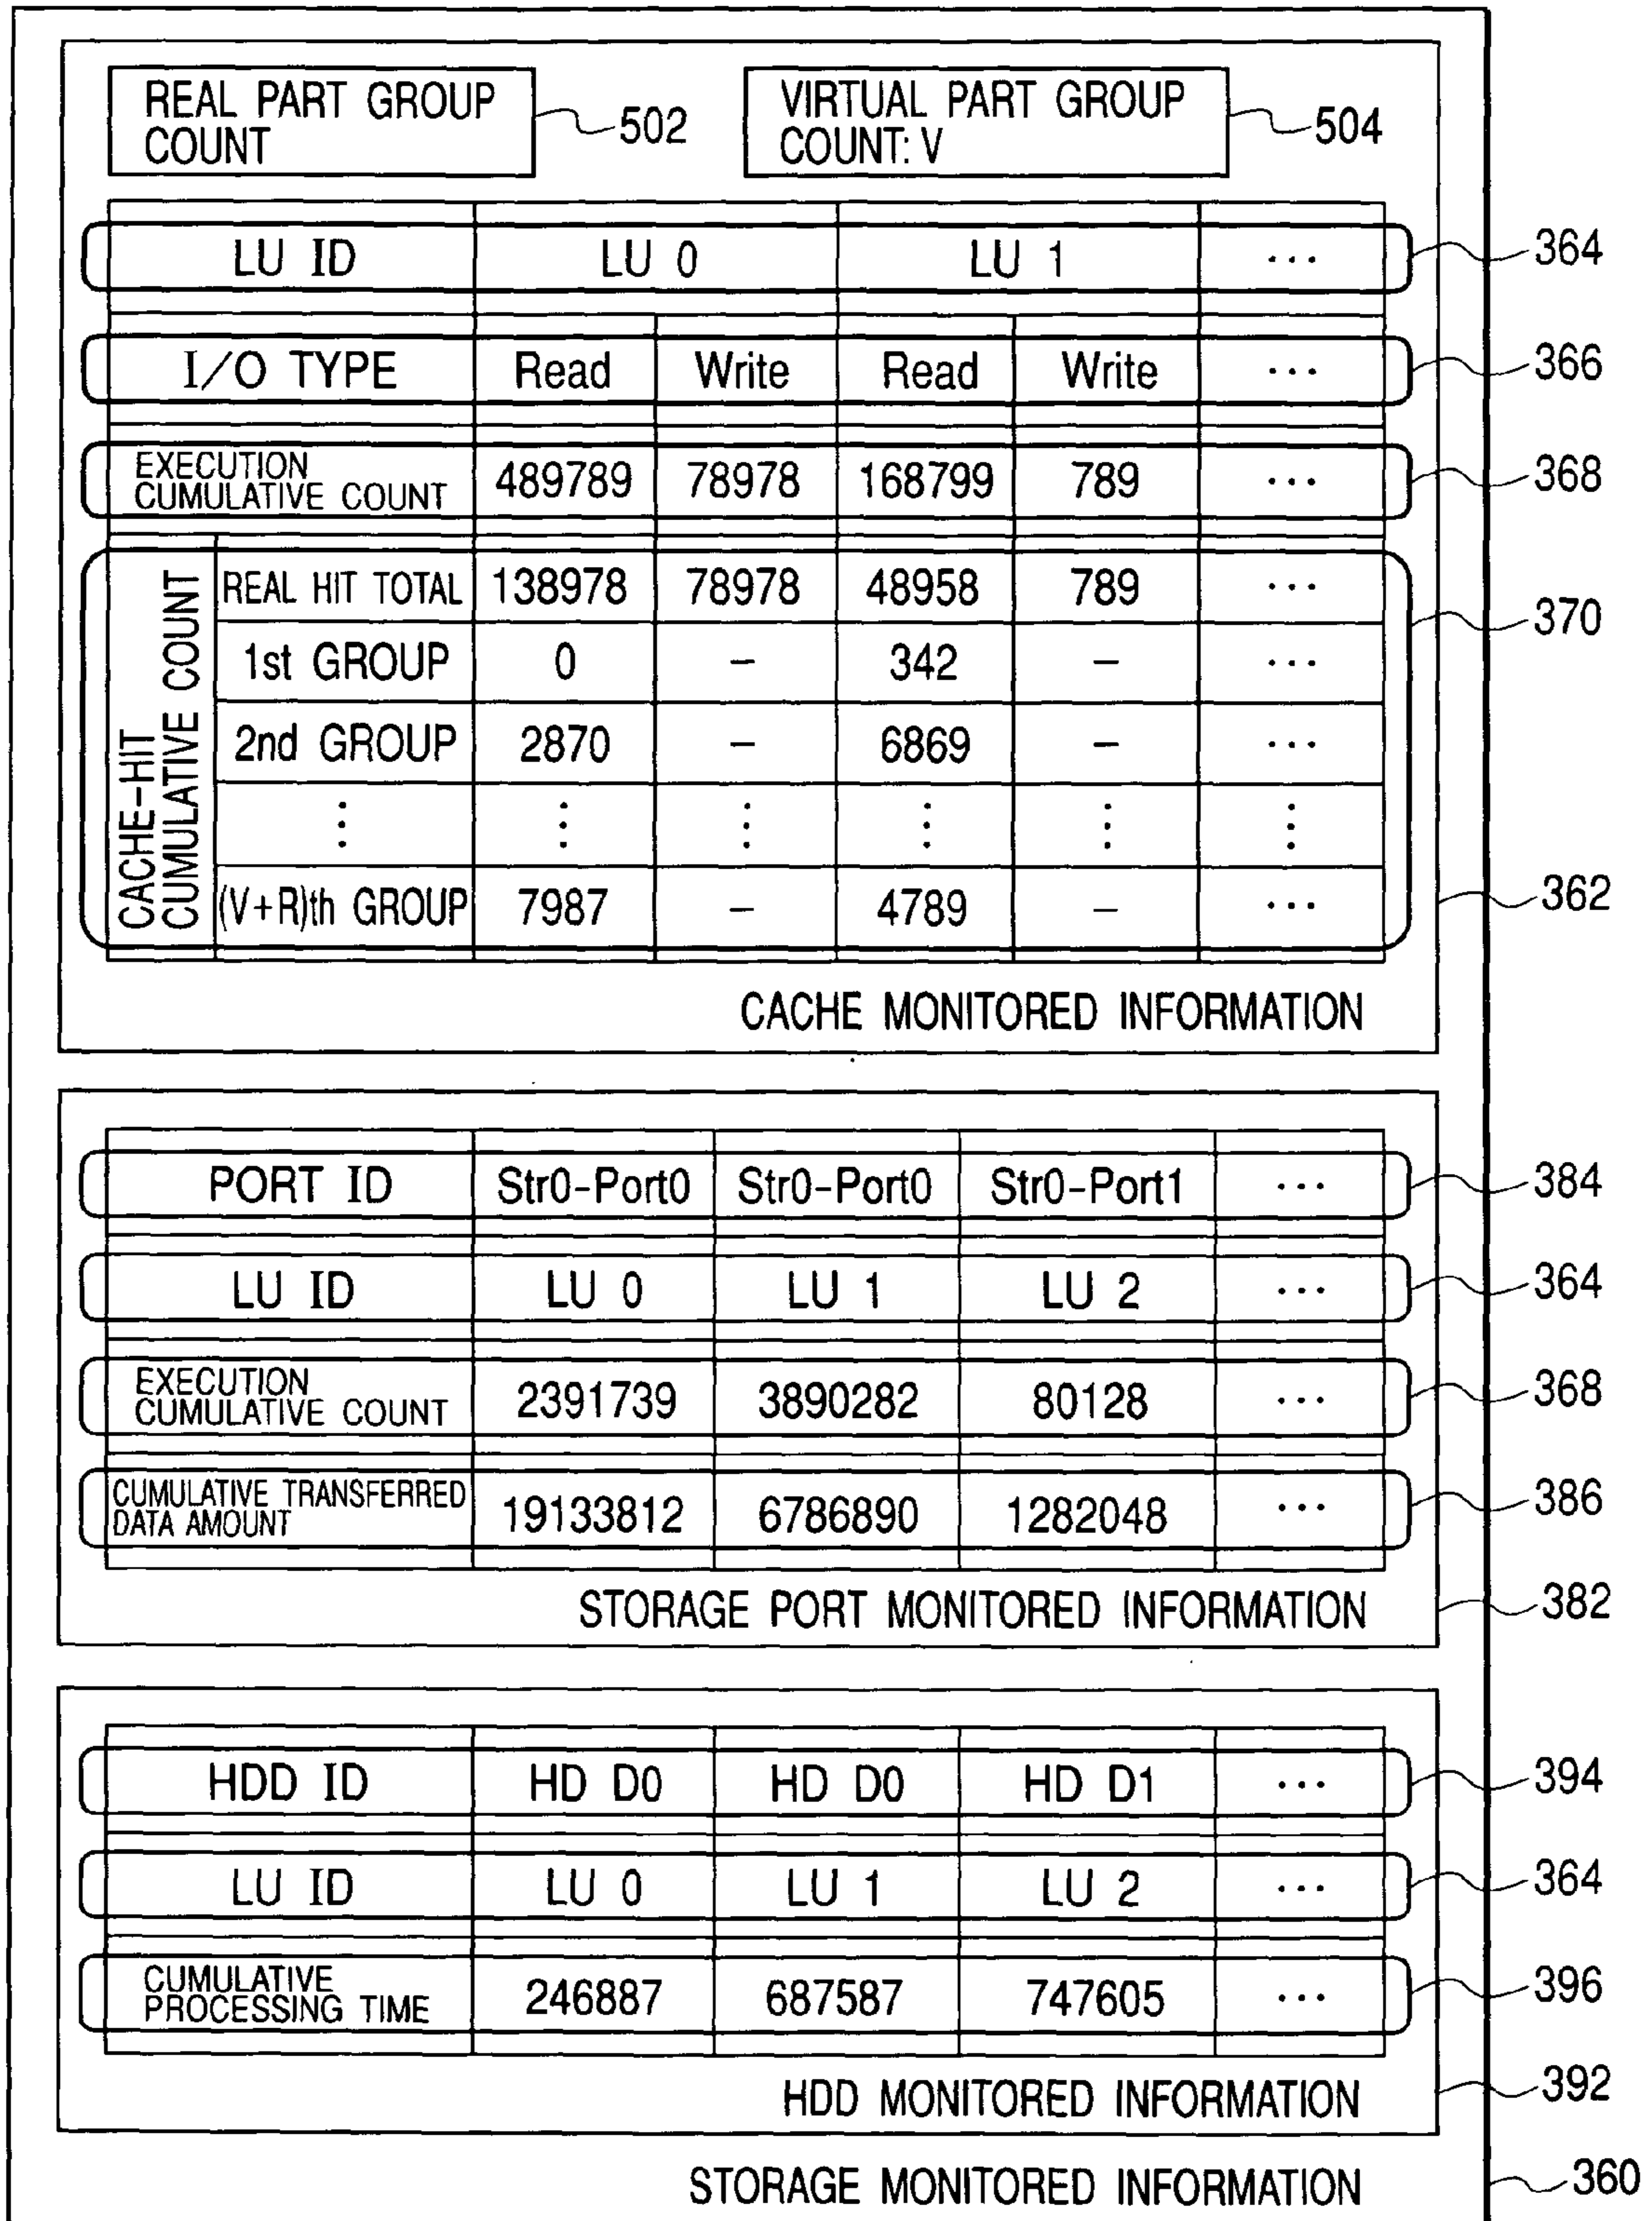 REAL PART GROUP
COUNT
502
VIRTUAL PART GROUP
COUNT: V
504
LU ID LU 0 LU 1 ... 364
I/O TYPE Read Write Read Write ... 366
EXECUTION
CUMULATIVE COUNT 489789 78978 168799 789 ... 368
CACHE-HIT
CUMULATIVE COUNT
REAL HIT TOTAL 138978 78978 48958 789 ...
370
1st GROUP 0 – 342 – ...
2nd GROUP 2870 – 6869 – ...
⋮ ⋮ ⋮ ⋮ ⋮ ⋮
(V+R)th GROUP 7987 – 4789 – ...
362
CACHE MONITORED INFORMATION
PORT ID Str0-Port0 Str0-Port0 Str0-Port1 ... 384
LU ID LU 0 LU 1 LU 2 ... 364
EXECUTION
CUMULATIVE COUNT 2391739 3890282 80128 ... 368
CUMULATIVE TRANSFERRED
DATA AMOUNT 19133812 6786890 1282048 ... 386
STORAGE PORT MONITORED INFORMATION 382
HDD ID HD D0 HD D0 HD D1 ... 394
LU ID LU 0 LU 1 LU 2 ... 364
CUMULATIVE
PROCESSING TIME 246887 687587 747605 ... 396
HDD MONITORED INFORMATION 392
STORAGE MONITORED INFORMATION 360